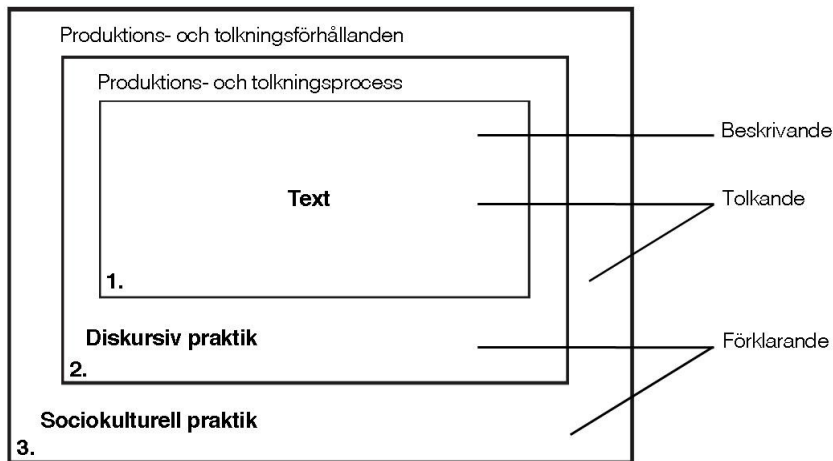 Produktions- och tolkningsförhållanden
Produktions- och tolkningsprocess
Beskrivande
Text
Tolkande
1.
Diskursiv praktik
Förklarande
2.
Sociokulturell praktik
3.